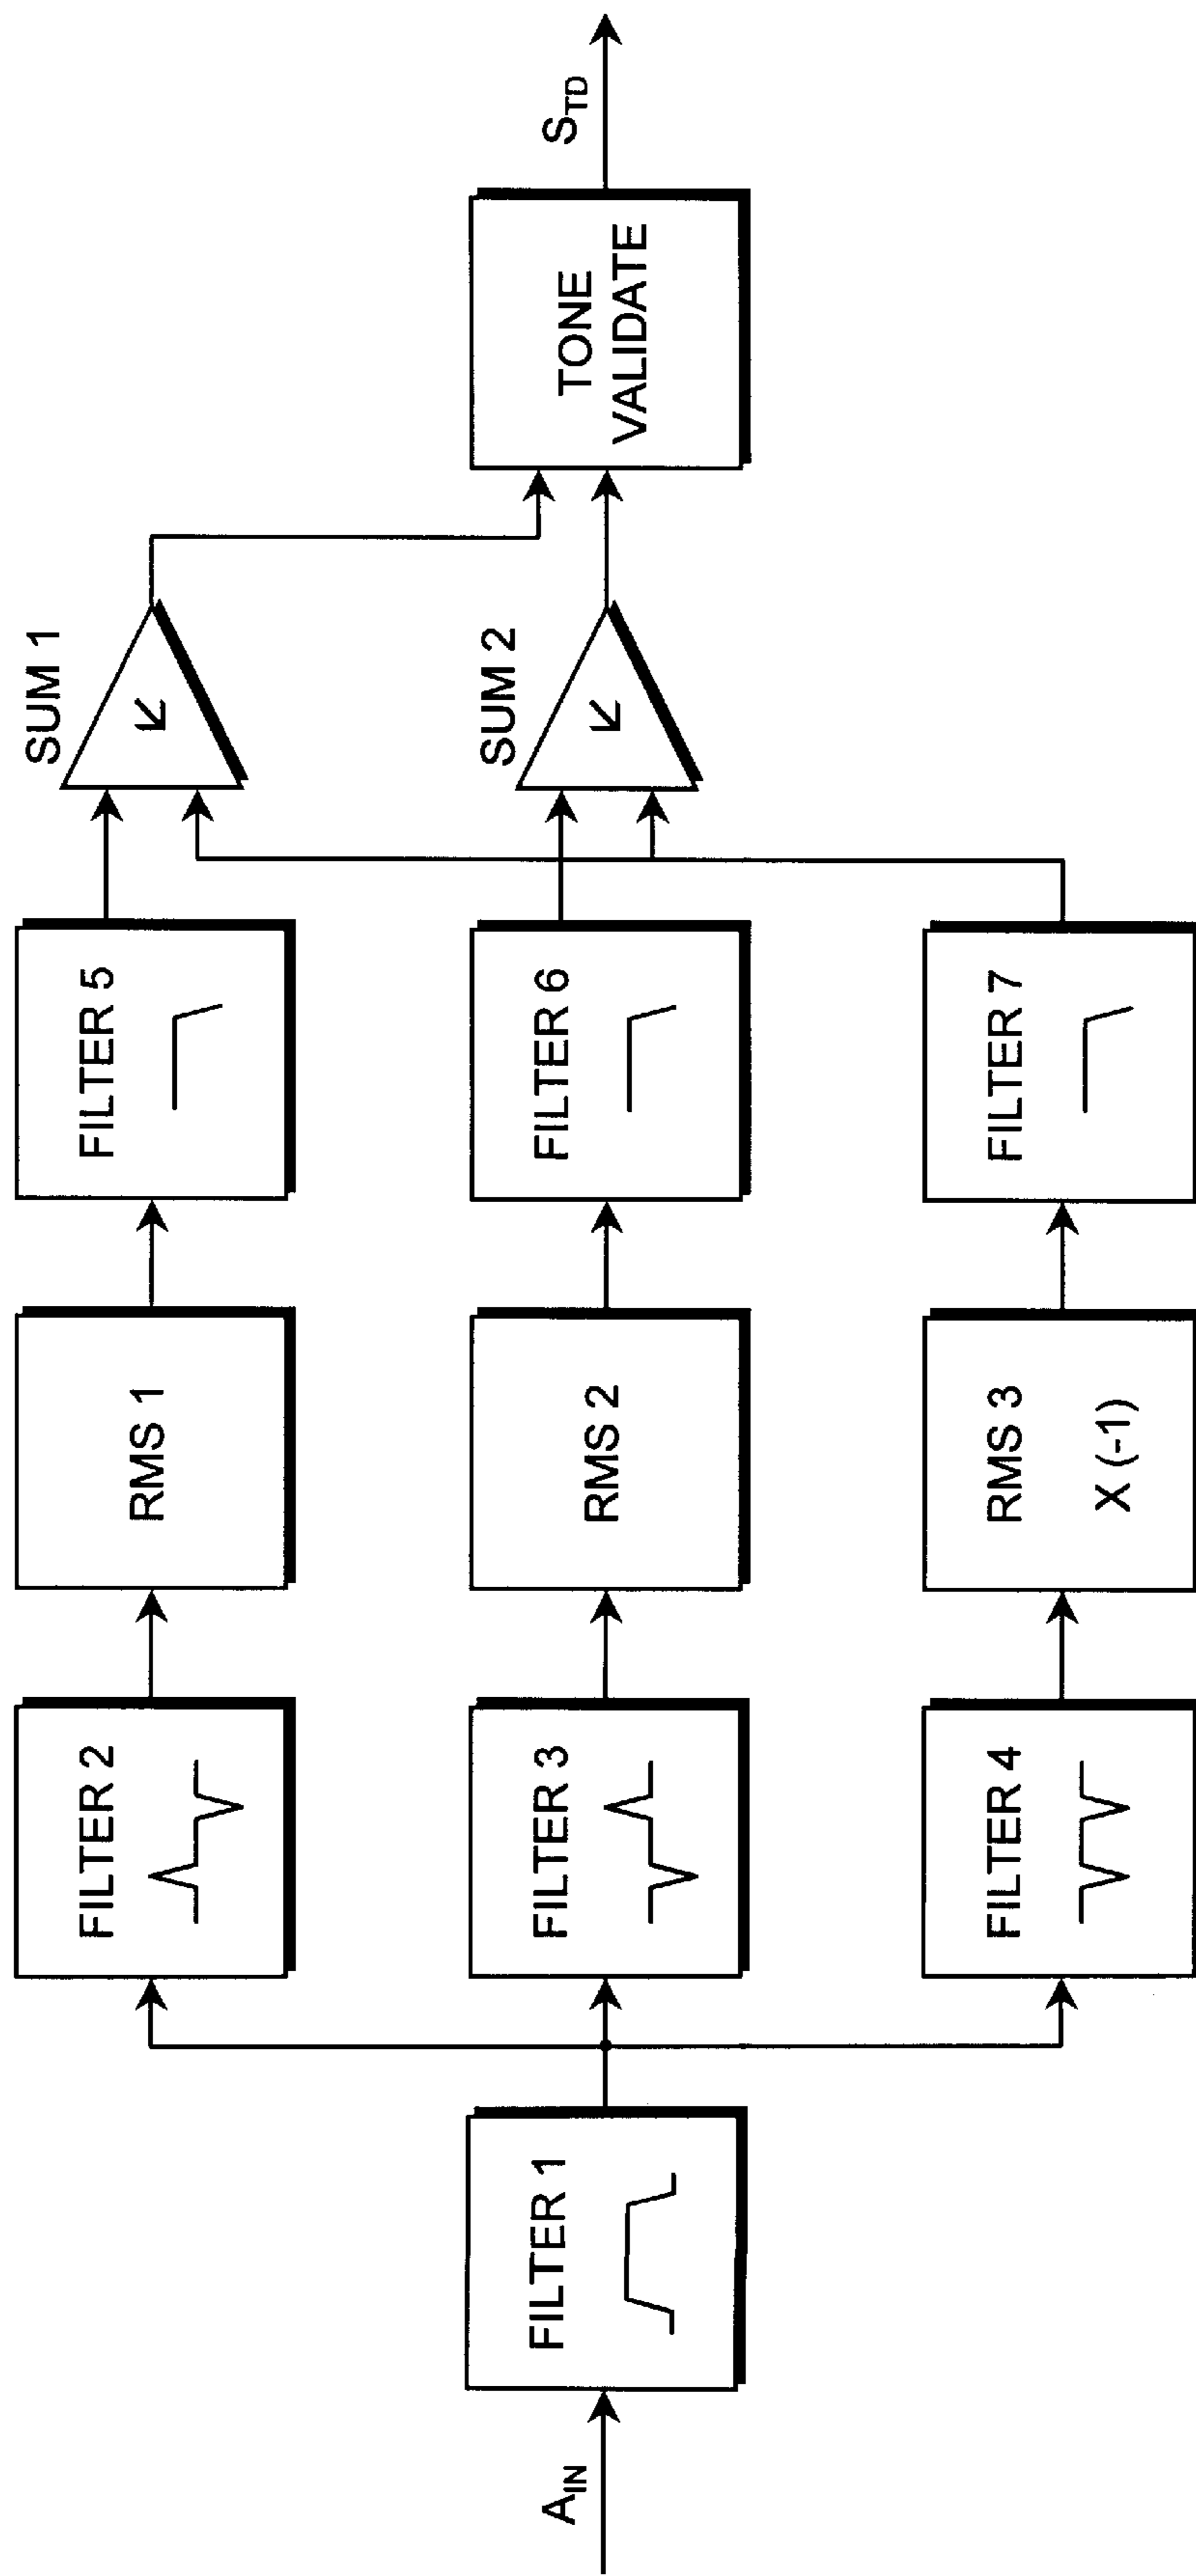 A_IN
FILTER 1
FILTER 2
FILTER 3
FILTER 4
RMS 1
RMS 2
RMS 3
X (-1)
FILTER 5
FILTER 6
FILTER 7
SUM 1
SUM 2
TONE
VALIDATE
S_TD